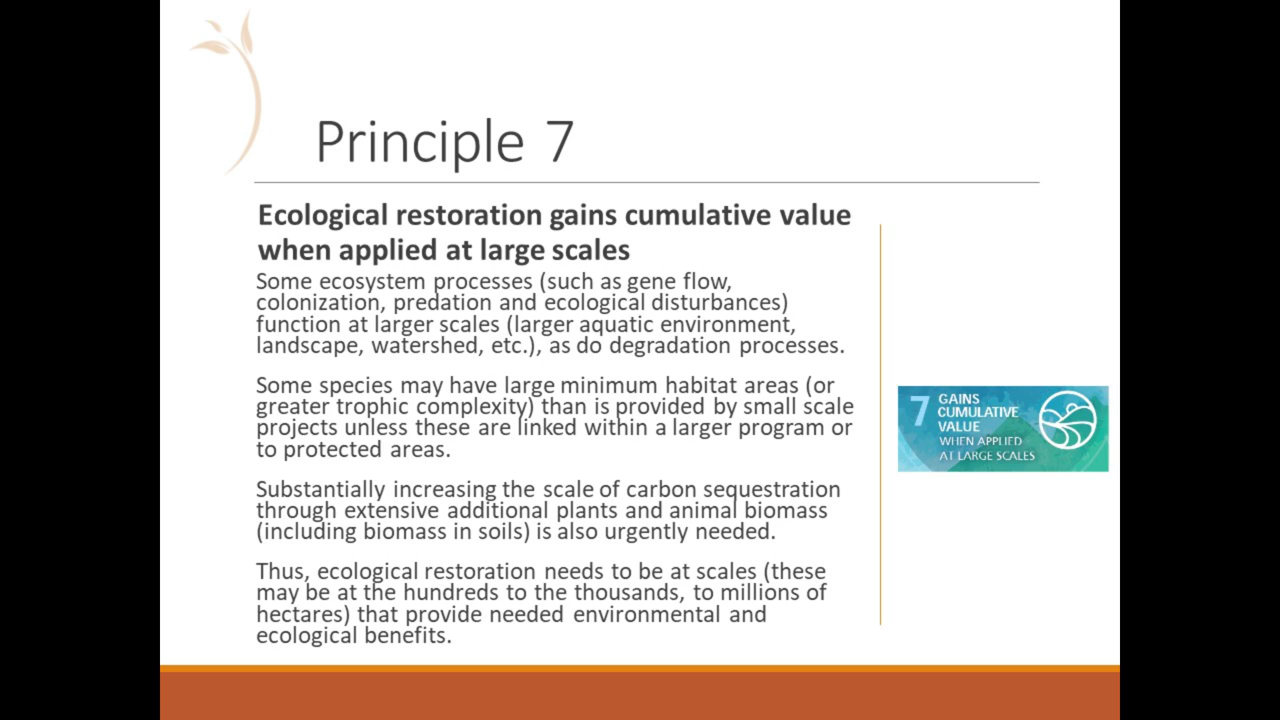 Principle 7
Ecological restoration gains cumulative value
when applied at large scales
Some ecosystem processes (such as gene flow,
colonization, predation and ecological disturbances)
function at larger scales (larger aquatic environment,
landscape, watershed, etc.), as do degradation processes.
Some species may have large minimum habitat areas (or
greater trophic complexity) than is provided by small scale
projects unless these are linked within a larger program or
to protected areas.
Substantially increasing the scale of carbon sequestration
through extensive additional plants and animal biomass
(including biomass in soils) is also urgently needed.
Thus, ecological restoration needs to be at scales (these
may be at the hundreds to the thousands, to millions of
hectares) that provide needed environmental and
ecological benefits.
7 GAINS
CUMULATIVE
VALUE
WHEN APPLIED
AT LARGE SCALES